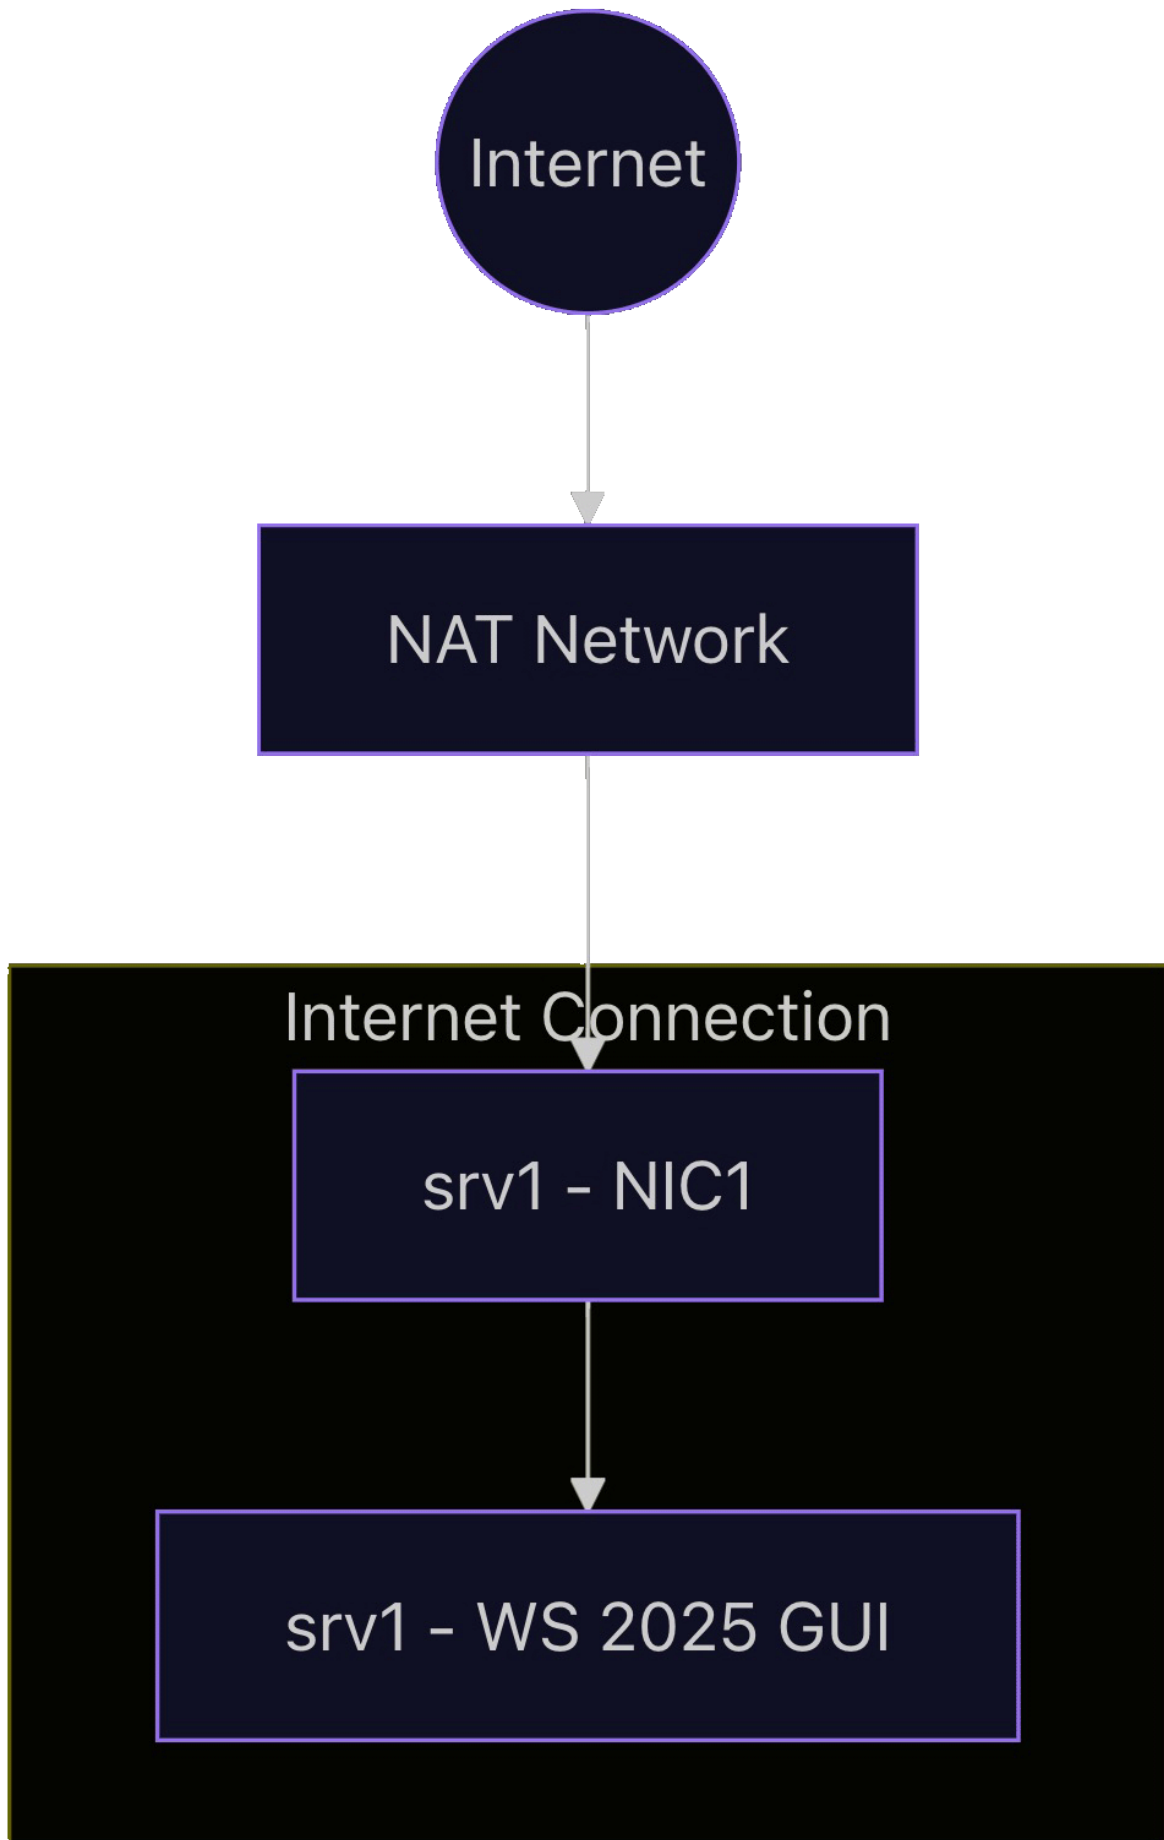 Internet
NAT Network
Internet Connection
srv1 - NIC1
srv1 - WS 2025 GUI